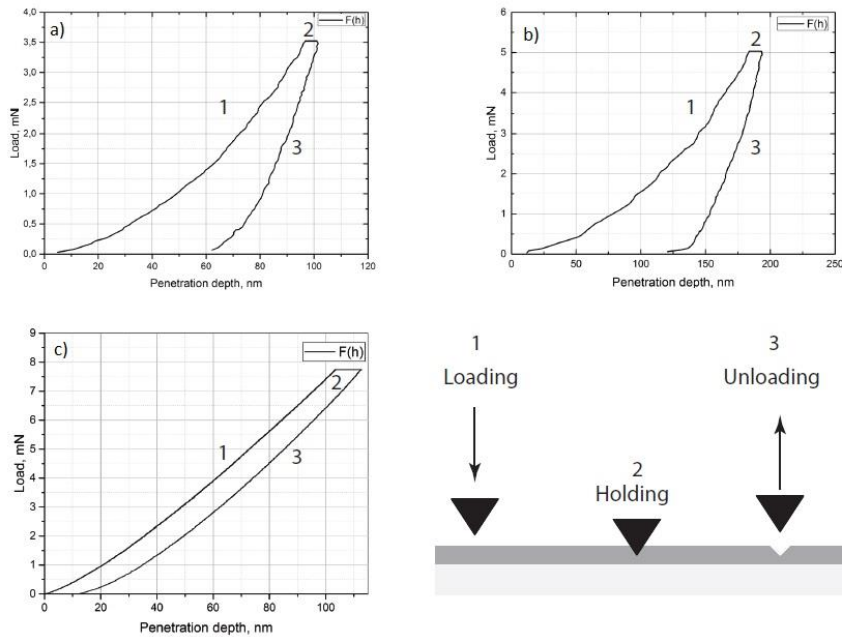 a)
F(h)
4,0
3,5
3,0
2,5
2,0
1,5
1,0
0,5
0,0
Load, mN
1
2
3
0 20 40 60 80 100 120
Penetration depth, nm
b)
F(h)
6
5
4
3
2
1
0
Load, mN
1
2
3
0 50 100 150 200 250
Penetration depth, nm
c)
F(h)
9
8
7
6
5
4
3
2
1
0
Load, mN
1
2
3
0 20 40 60 80 100
Penetration depth, nm
1
Loading
2
Holding
3
Unloading